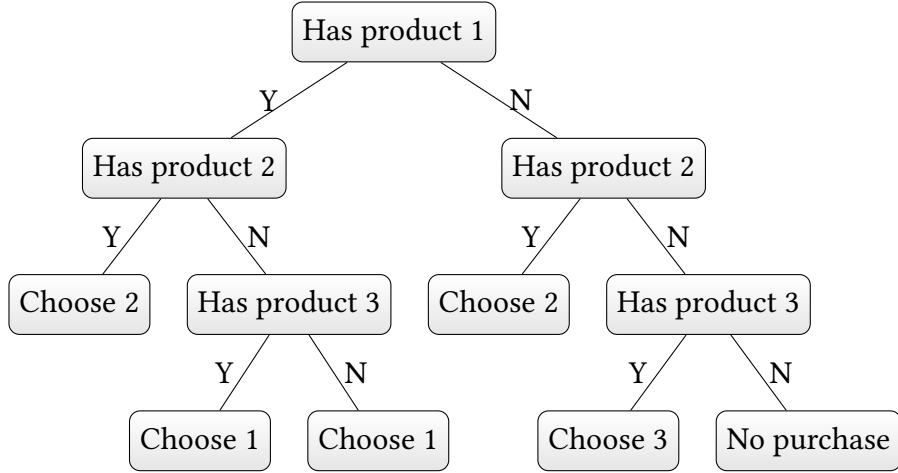 Has product 1
Y
N
Has product 2
Has product 2
Y
N
Y
N
Choose 2
Has product 3
Choose 2
Has product 3
Y
N
Y
N
Choose 1
Choose 1
Choose 3
No purchase